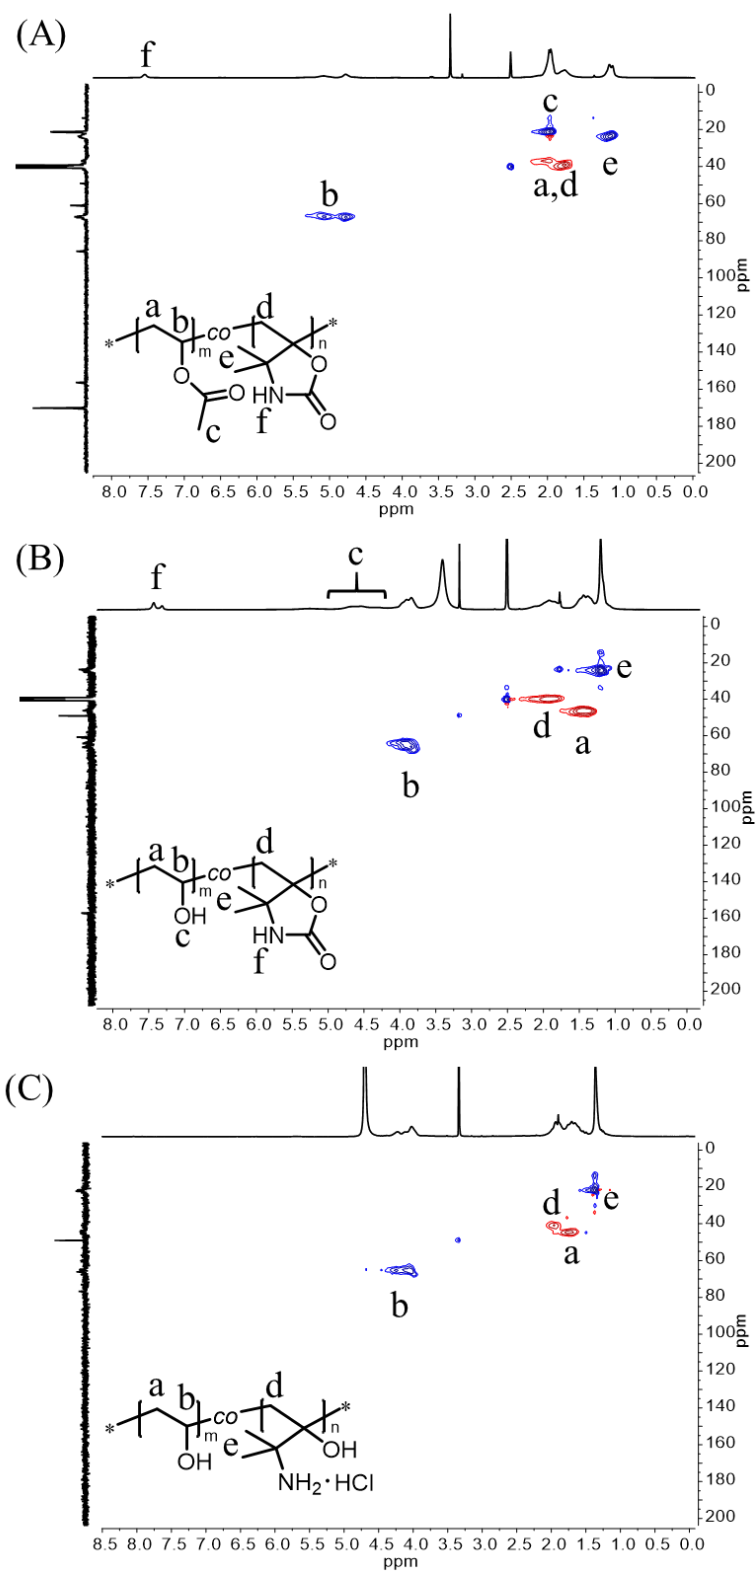 (A)
f
c
e
a,d
b
0
20
40
60
80
100
120
140
160
180
200
ppm
a
b
co
d
*
*
m
n
e
O
O
O
O
HN
c
f
8.0 7.5 7.0 6.5 6.0 5.5 5.0 4.5 4.0 3.5 3.0 2.5 2.0 1.5 1.0 0.5 0.0
ppm
(B)
f
c
e
d
a
b
0
20
40
60
80
100
120
140
160
180
200
ppm
a
b
co
d
*
*
m
n
e
O
OH
HN
O
c
f
8.0 7.5 7.0 6.5 6.0 5.5 5.0 4.5 4.0 3.5 3.0 2.5 2.0 1.5 1.0 0.5 0.0
ppm
(C)
d
e
a
b
0
20
40
60
80
100
120
140
160
180
200
ppm
a
b
co
d
*
*
m
n
e
OH
OH
NH2·HCl
8.5 8.0 7.5 7.0 6.5 6.0 5.5 5.0 4.5 4.0 3.5 3.0 2.5 2.0 1.5 1.0 0.5 0.0
ppm